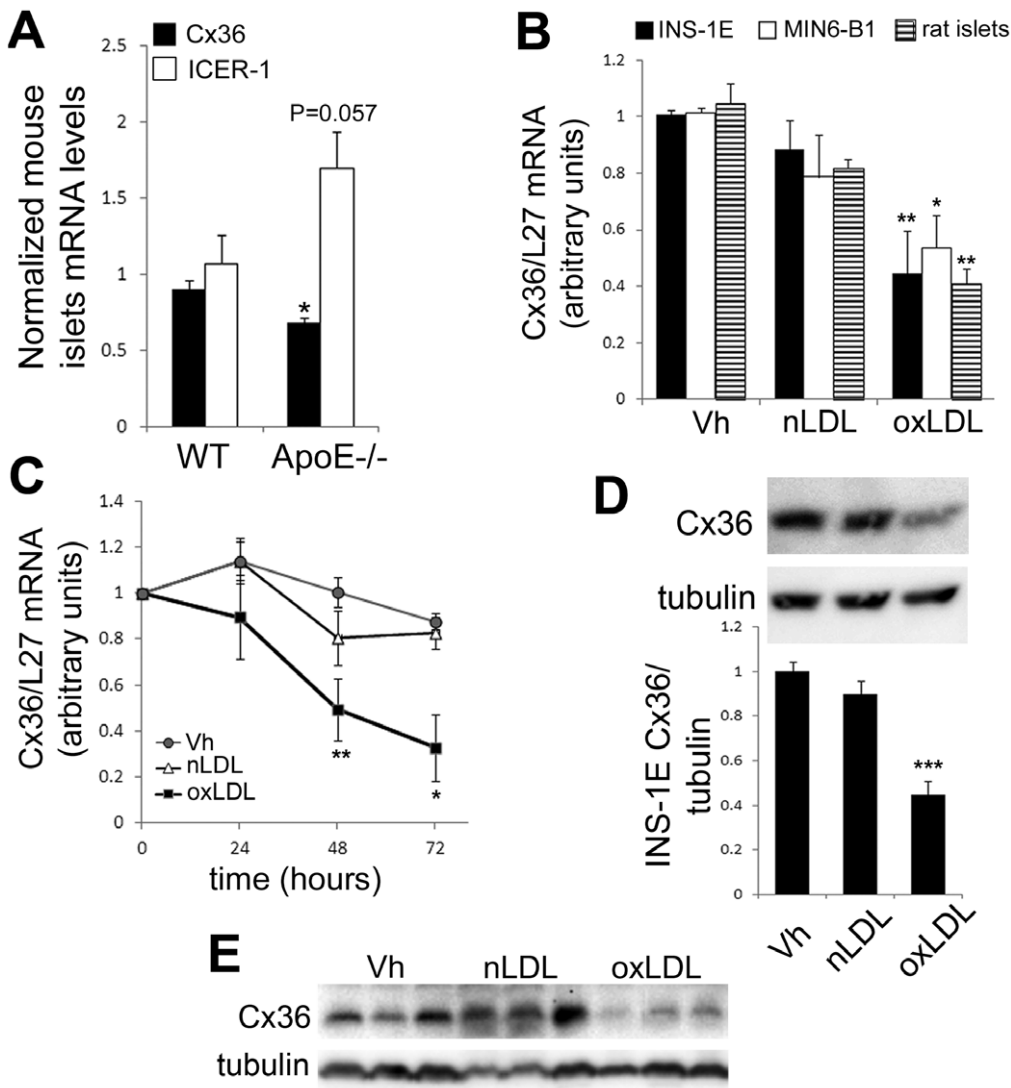 A
Cx36
ICER-1
Normalized mouse
islets mRNA levels
2.5
2
1.5
1
0.5
0
P=0.057
*
WT
ApoE-/-
B
INS-1E
MIN6-B1
rat islets
Cx36/L27 mRNA
(arbitrary units)
1.2
1
0.8
0.6
0.4
0.2
0
**
*
**
Vh
nLDL
oxLDL
C
Cx36/L27 mRNA
(arbitrary units)
1.4
1.2
1
0.8
0.6
0.4
0.2
0
Vh
nLDL
oxLDL
**
*
0
24
48
72
time (hours)
D
Cx36
tubulin
INS-1E Cx36/
tubulin
1.2
1
0.8
0.6
0.4
0.2
0
***
Vh
nLDL
oxLDL
E
Vh
nLDL
oxLDL
Cx36
tubulin